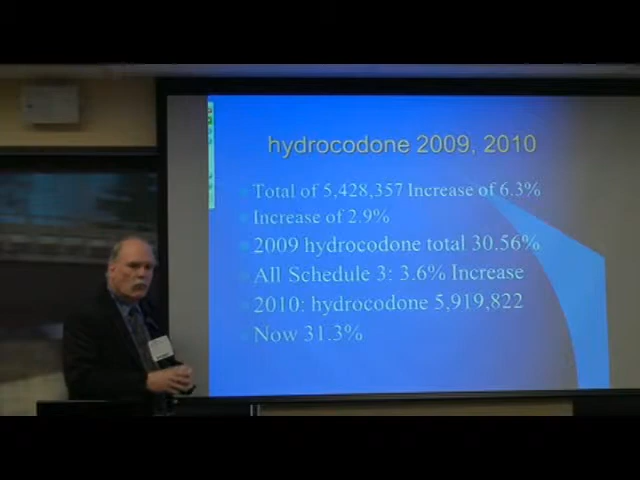 hydrocodone 2009, 2010
Total of 5,428,357 Increase of 6.3%
Increase of 2.9%
2009 hydrocodone total 30.56%
All Schedule 3: 3.6% Increase
2010: hydrocodone 5,919,822
Now 31.3%